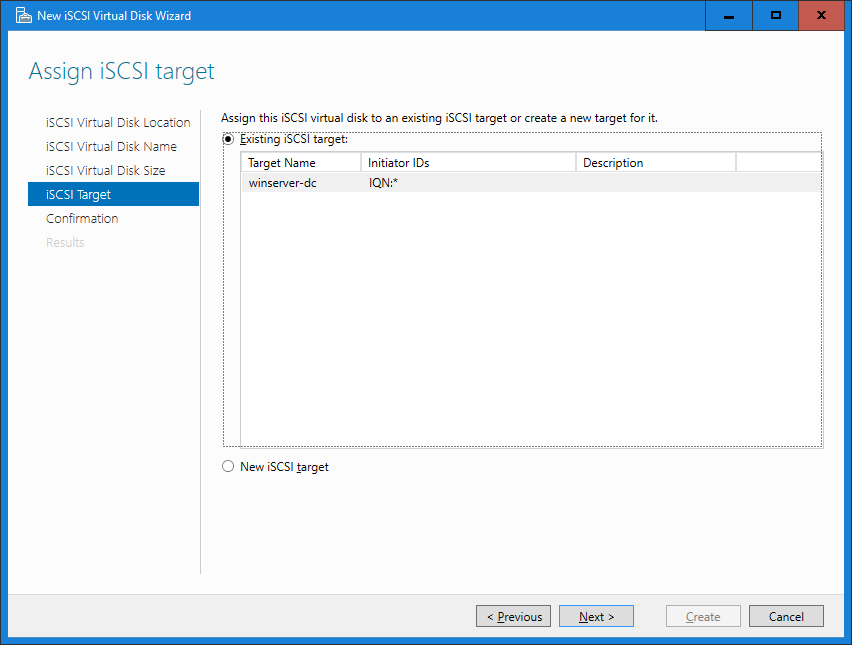 New iSCSI Virtual Disk Wizard
Assign iSCSI target
iSCSI Virtual Disk Location
iSCSI Virtual Disk Name
iSCSI Virtual Disk Size
iSCSI Target
Confirmation
Results
Assign this iSCSI virtual disk to an existing iSCSI target or create a new target for it.
Existing iSCSI target:
Target Name Initiator IDs Description
winserver-dc IQN:*
New iSCSI target
< Previous Next > Create Cancel